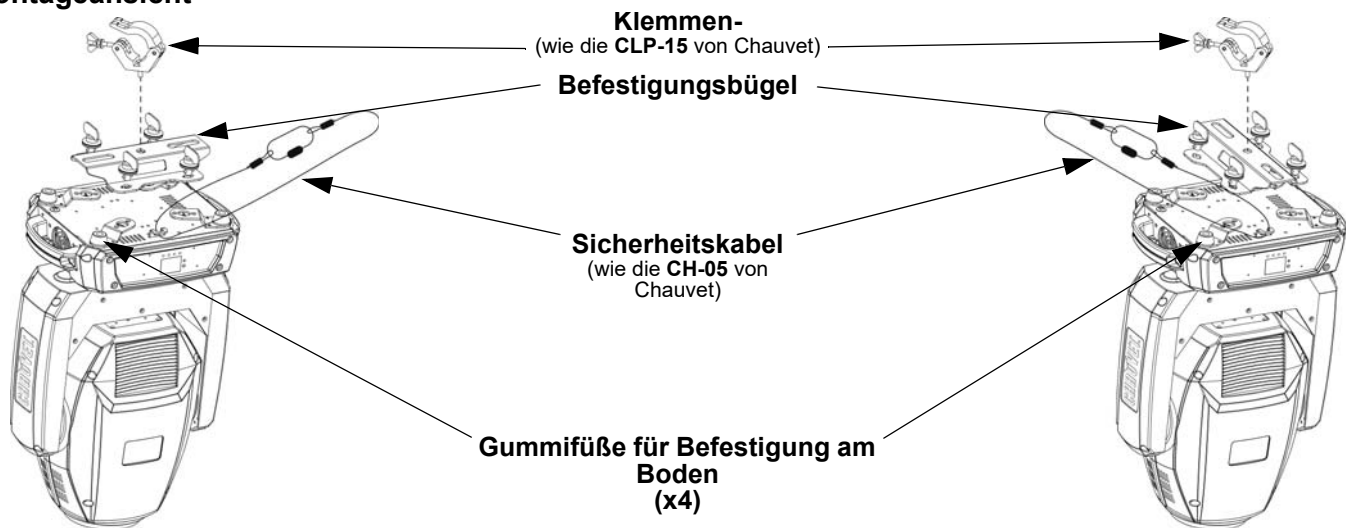 Klemmen-
(wie die CLP-15 von Chauvet)
Befestigungsbügel
Sicherheitskabel
(wie die CH-05 von
Chauvet)
Gummifüße für Befestigung am
Boden
(x4)